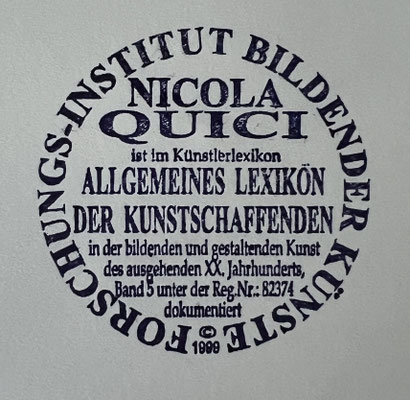 FORSCHUNGS-INSTITUT BILDENDER KÜNSTE
NICOLA
QUICI
ist im Künstlerlexikon
ALLGEMEINES LEXIKÖN
DER KUNSTSCHAFFENDEN
in der bildenden und gestaltenden Kunst
des ausgehenden XX. Jahrhunderts,
Band 5 unter der Reg.Nr.: 82374
dokumentiert
©
1999